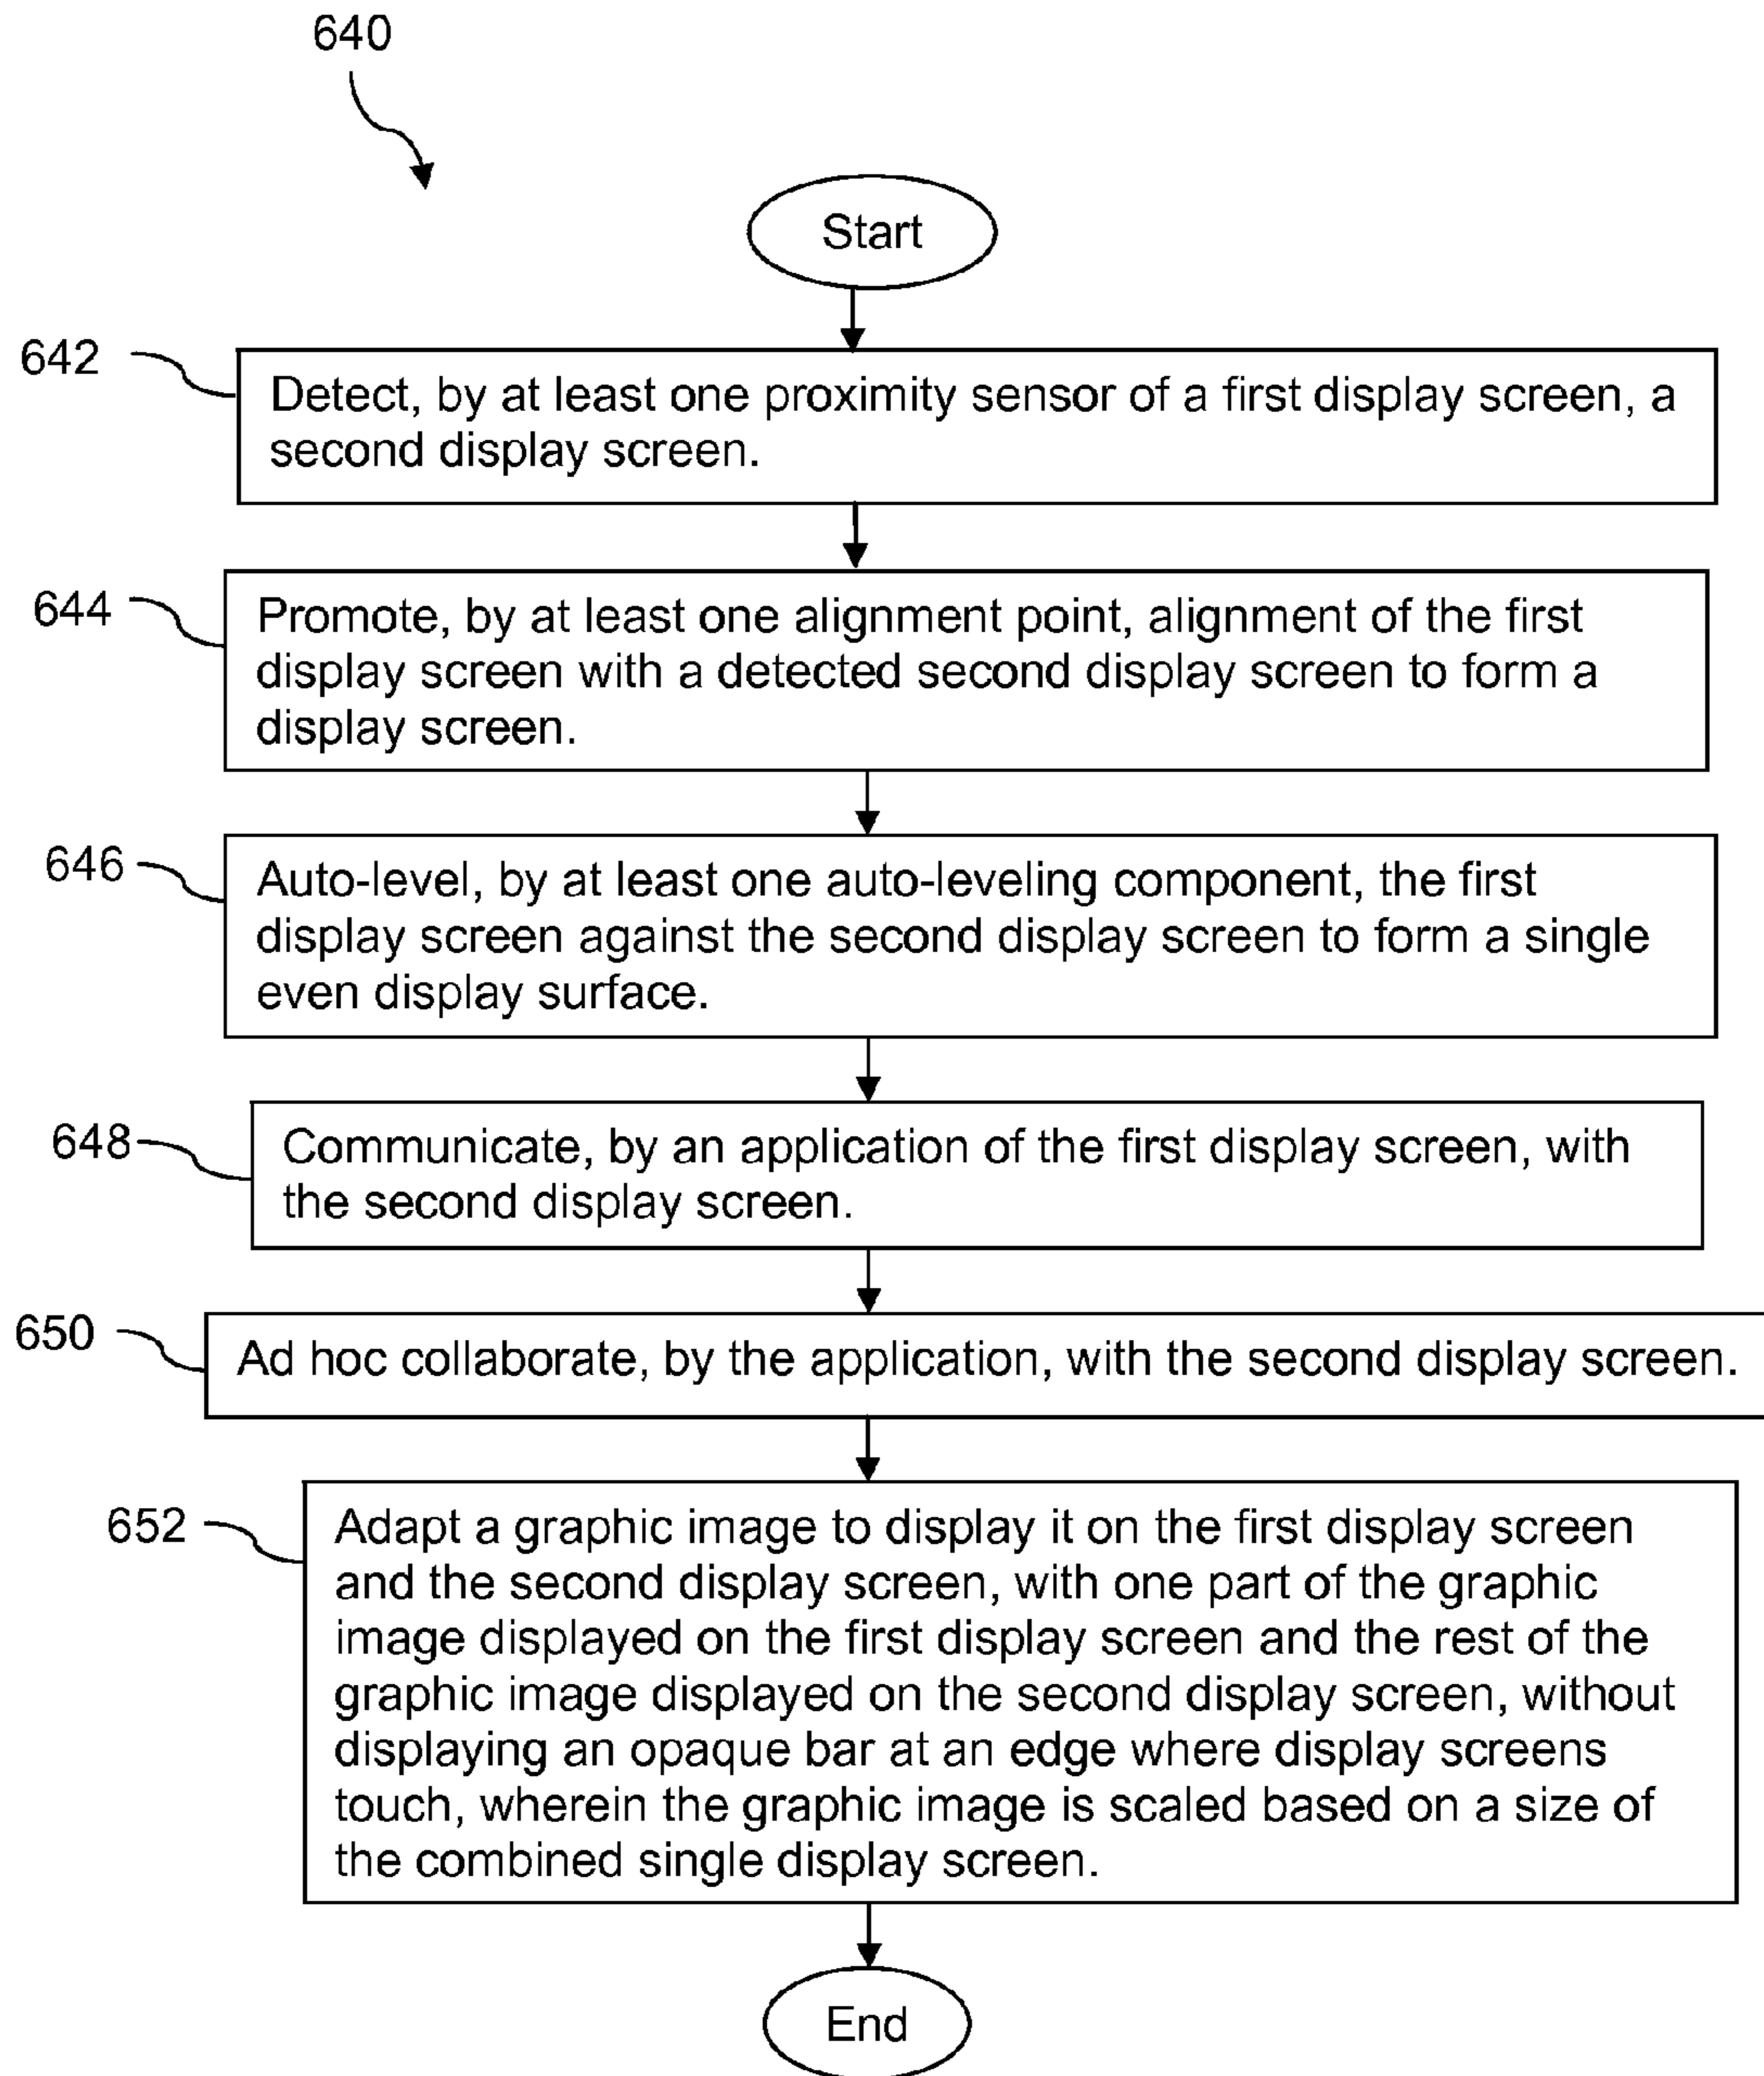 640
Start
642
Detect, by at least one proximity sensor of a first display screen, a
second display screen.
644
Promote, by at least one alignment point, alignment of the first
display screen with a detected second display screen to form a
display screen.
646
Auto-level, by at least one auto-leveling component, the first
display screen against the second display screen to form a single
even display surface.
648
Communicate, by an application of the first display screen, with
the second display screen.
650
Ad hoc collaborate, by the application, with the second display screen.
652
Adapt a graphic image to display it on the first display screen
and the second display screen, with one part of the graphic
image displayed on the first display screen and the rest of the
graphic image displayed on the second display screen, without
displaying an opaque bar at an edge where display screens
touch, wherein the graphic image is scaled based on a size of
the combined single display screen.
End